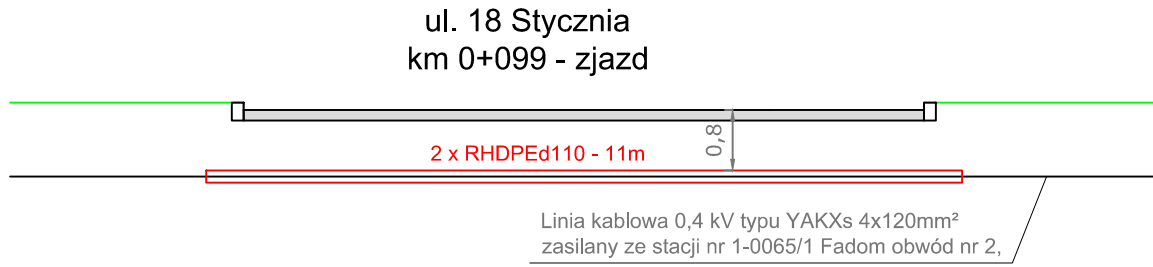 ul. 18 Stycznia
km 0+099 - zjazd
0,8
2 x RHDPEd110 - 11m
Linia kablowa 0,4 kV typu YAKXs 4x120mm²
zasilany ze stacji nr 1-0065/1 Fadom obwód nr 2,